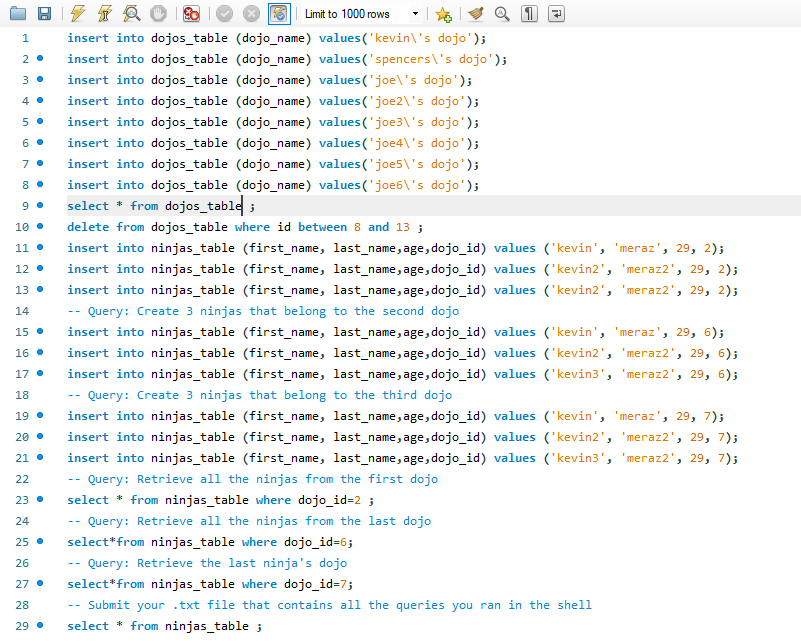 Limit to 1000 rows
1 insert into dojos_table (dojo_name) values('kevin\'s dojo');
2 insert into dojos_table (dojo_name) values('spencers\'s dojo');
3 insert into dojos_table (dojo_name) values('joe\'s dojo');
4 insert into dojos_table (dojo_name) values('joe2\'s dojo');
5 insert into dojos_table (dojo_name) values('joe3\'s dojo');
6 insert into dojos_table (dojo_name) values('joe4\'s dojo');
7 insert into dojos_table (dojo_name) values('joe5\'s dojo');
8 insert into dojos_table (dojo_name) values('joe6\'s dojo');
9 select * from dojos_table ;
10 delete from dojos_table where id between 8 and 13 ;
11 insert into ninjas_table (first_name, last_name,age,dojo_id) values ('kevin', 'meraz', 29, 2);
12 insert into ninjas_table (first_name, last_name,age,dojo_id) values ('kevin2', 'meraz2', 29, 2);
13 insert into ninjas_table (first_name, last_name,age,dojo_id) values ('kevin2', 'meraz2', 29, 2);
14 -- Query: Create 3 ninjas that belong to the second dojo
15 insert into ninjas_table (first_name, last_name,age,dojo_id) values ('kevin', 'meraz', 29, 6);
16 insert into ninjas_table (first_name, last_name,age,dojo_id) values ('kevin2', 'meraz2', 29, 6);
17 insert into ninjas_table (first_name, last_name,age,dojo_id) values ('kevin3', 'meraz2', 29, 6);
18 -- Query: Create 3 ninjas that belong to the third dojo
19 insert into ninjas_table (first_name, last_name,age,dojo_id) values ('kevin', 'meraz', 29, 7);
20 insert into ninjas_table (first_name, last_name,age,dojo_id) values ('kevin2', 'meraz2', 29, 7);
21 insert into ninjas_table (first_name, last_name,age,dojo_id) values ('kevin3', 'meraz2', 29, 7);
22 -- Query: Retrieve all the ninjas from the first dojo
23 select * from ninjas_table where dojo_id=2 ;
24 -- Query: Retrieve all the ninjas from the last dojo
25 select*from ninjas_table where dojo_id=6;
26 -- Query: Retrieve the last ninja's dojo
27 select*from ninjas_table where dojo_id=7;
28 -- Submit your .txt file that contains all the queries you ran in the shell
29 select * from ninjas_table ;